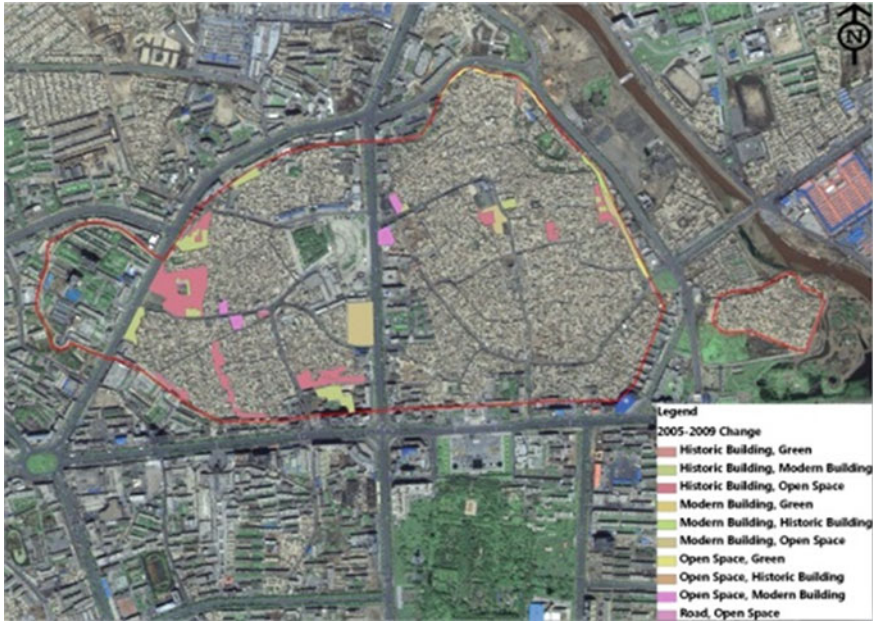 N
Legend
2005-2009 Change
Historic Building, Green
Historic Building, Modern Building
Historic Building, Open Space
Modern Building, Green
Modern Building, Historic Building
Modern Building, Open Space
Open Space, Green
Open Space, Historic Building
Open Space, Modern Building
Road, Open Space